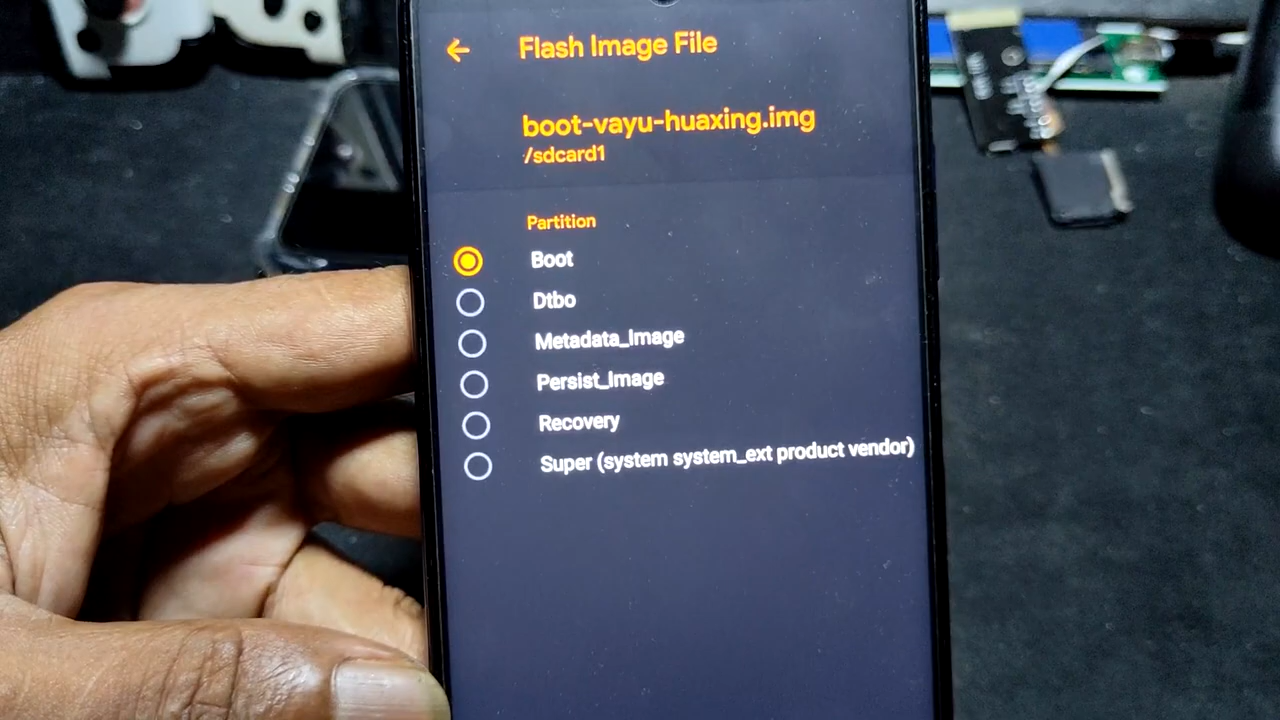 Flash Image File
boot-vayu-huaxing.img
/sdcard1
Partition
Boot
Dtbo
Metadata_Image
Persist_Image
Recovery
Super (system system_ext product vendor)